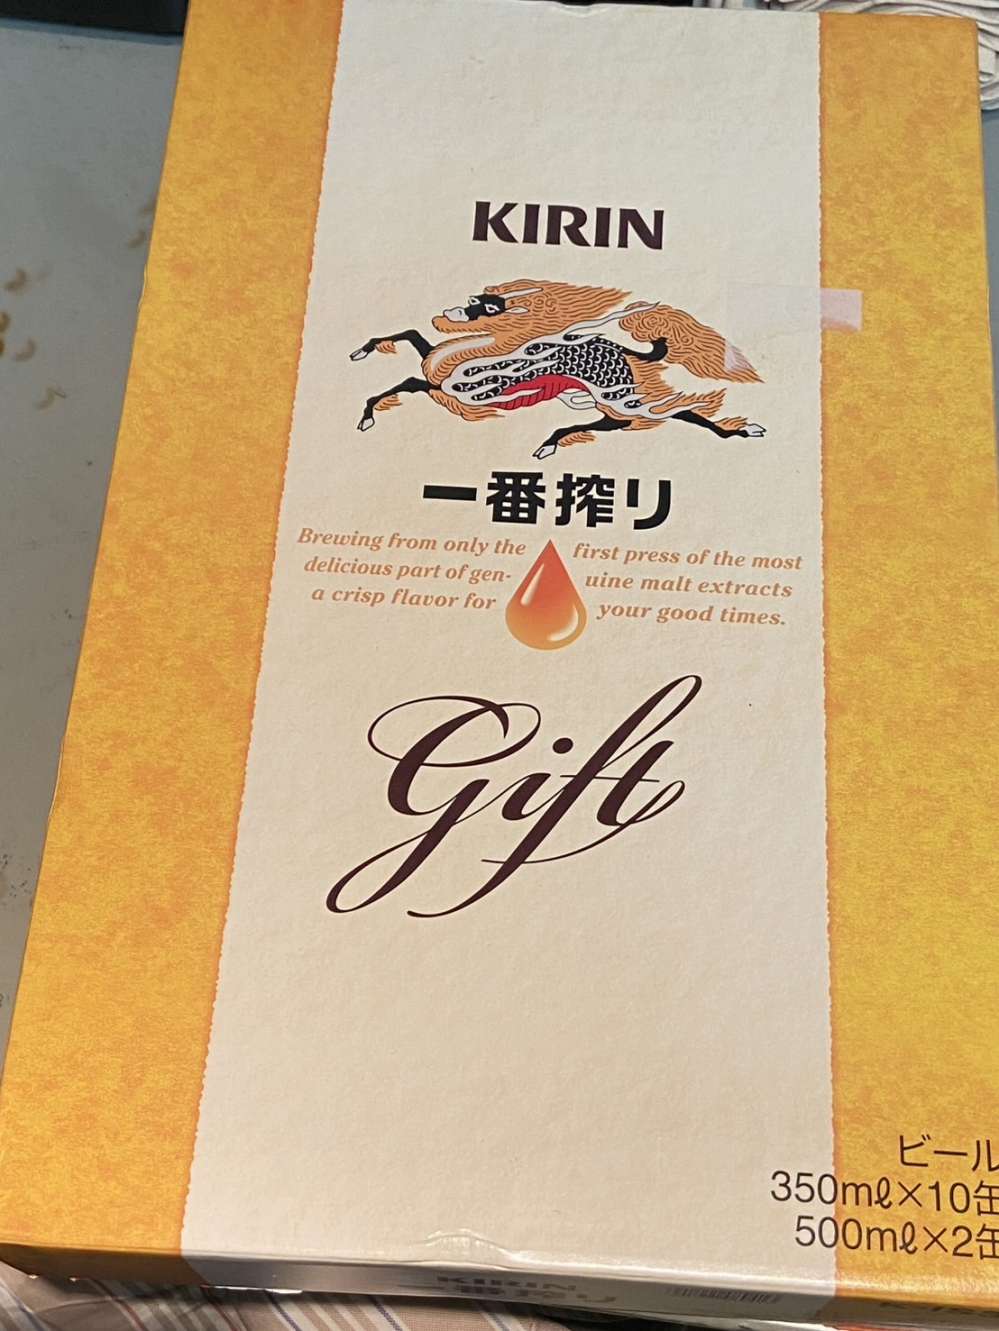 KIRIN
一番搾り
Brewing from only the first press of the most
delicious part of gen- uine malt extracts
a crisp flavor for your good times.
Gift
ビール
350mℓ×10缶
500mℓ×2缶
KIRIN
一番搾り